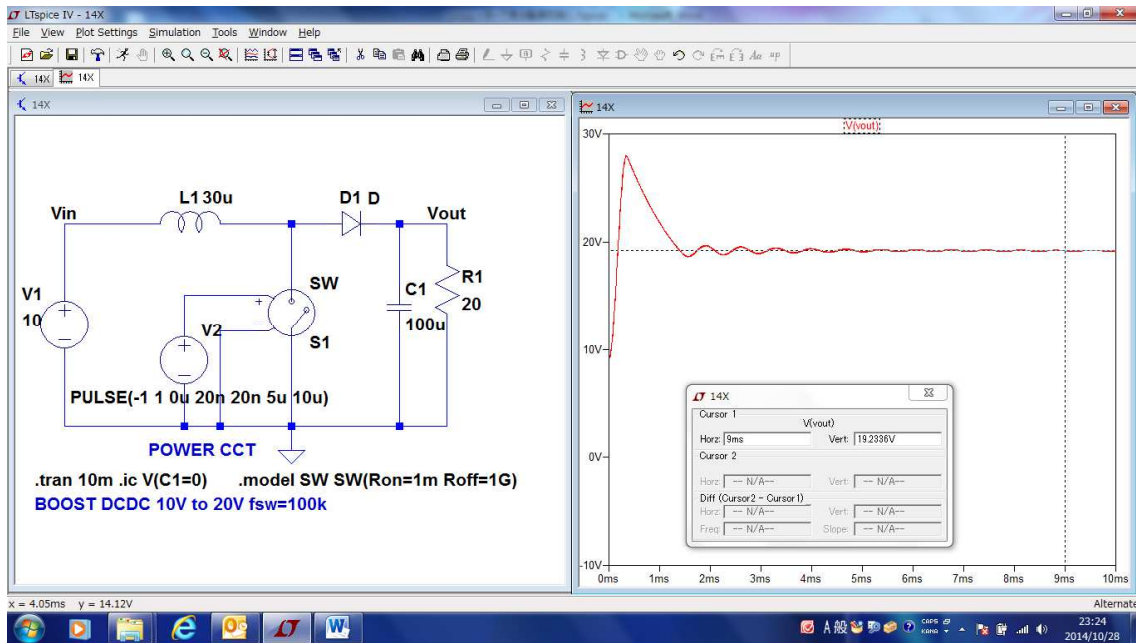 LTspice IV - 14X
File View Plot Settings Simulation Tools Window Help
14X 14X
14X
Vin
L1 30u
D1 D
Vout
V1
10
V2
SW
S1
C1
100u
R1
20
PULSE(-1 1 0u 20n 20n 5u 10u)
POWER CCT
.tran 10m .ic V(C1=0) .model SW SW(Ron=1m Roff=1G)
BOOST DCDC 10V to 20V fsw=100k
14X
V(vout)
30V
20V
10V
0V
-10V
0ms 1ms 2ms 3ms 4ms 5ms 6ms 7ms 8ms 9ms 10ms
14X
Cursor 1
V(vout)
Horz: 9ms Vert: 19.2336V
Cursor 2
Horz: -- N/A-- Vert: -- N/A--
Diff (Cursor2 - Cursor1)
Horz: -- N/A-- Vert: -- N/A--
Freq: -- N/A-- Slope: -- N/A--
x = 4.05ms y = 14.12V
Alternate
A 般
CAPS
KANA
23:24
2014/10/28